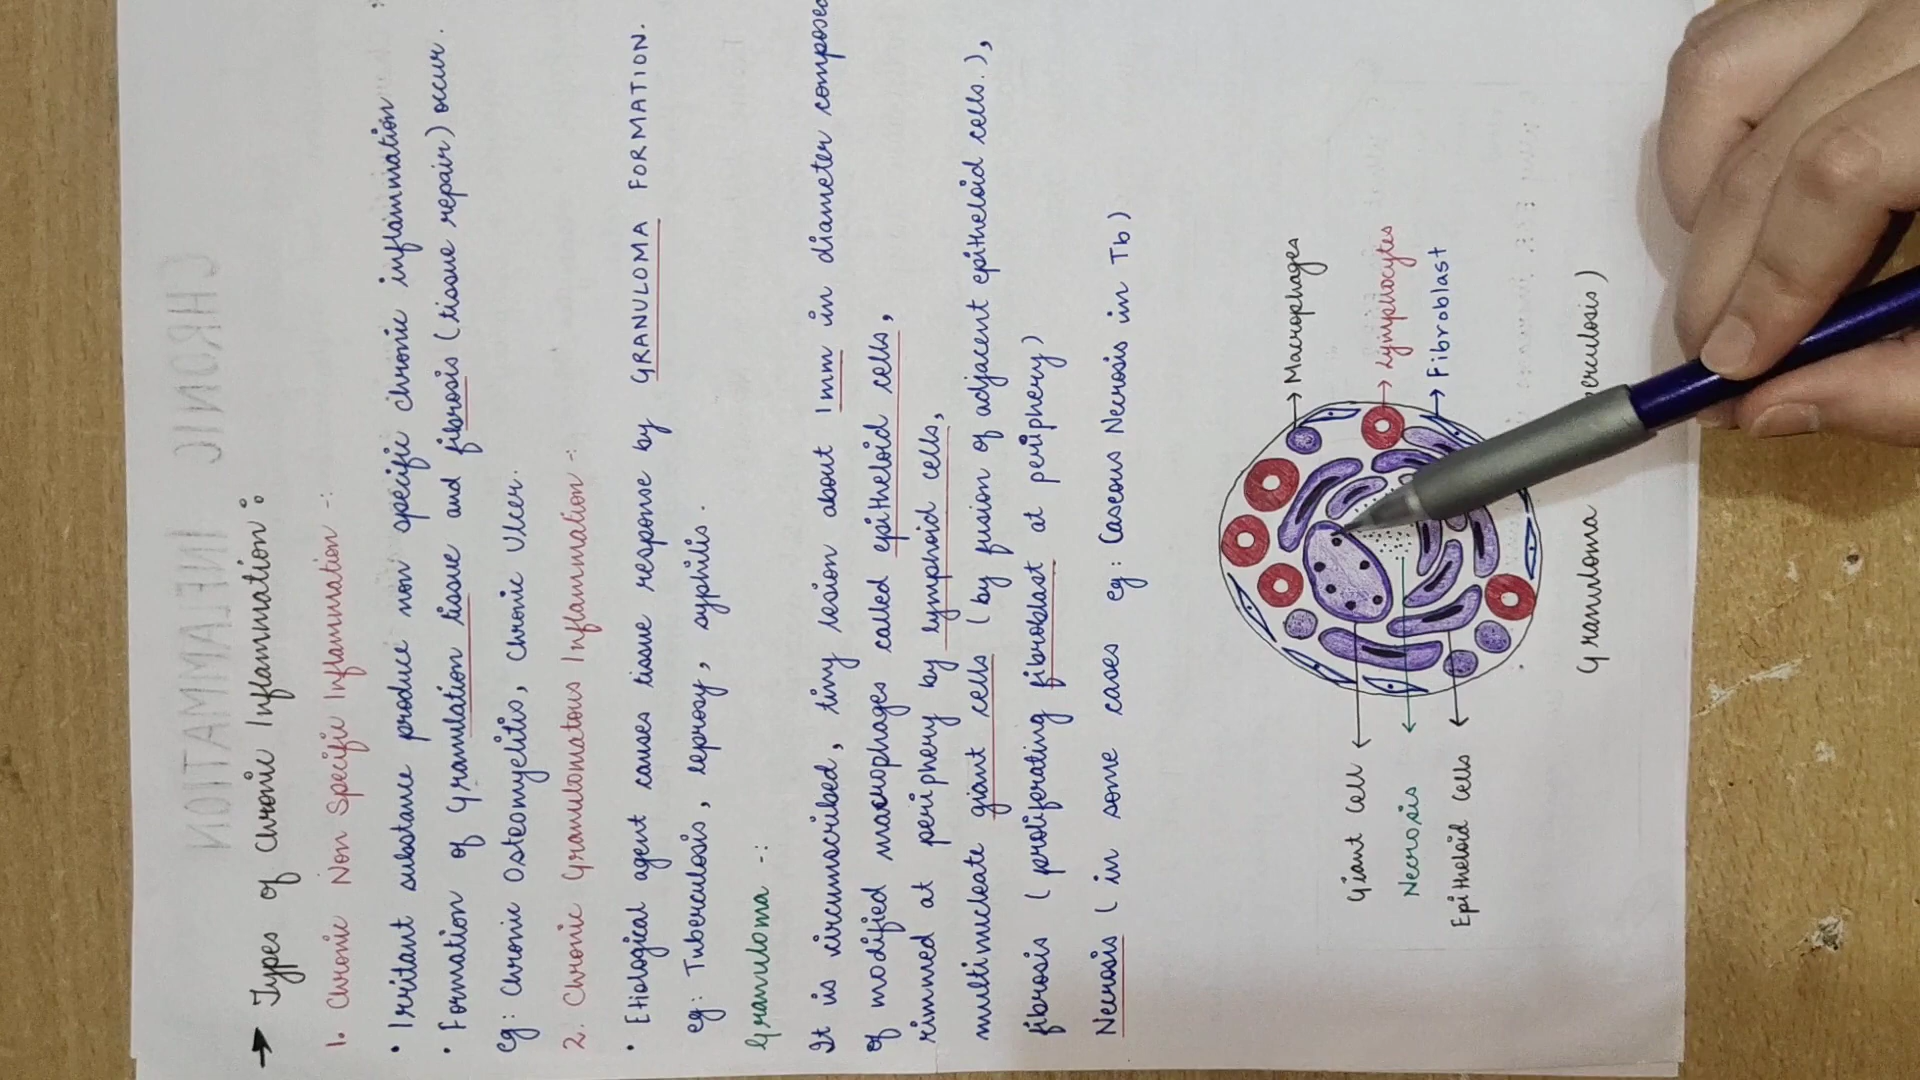 → Types of Chronic Inflammation :
1. Chronic Non Specific Inflammation -:
• Irritant substane produce non specific chronic inflammation
• Formation of Granulation tissue and fibrosis (tissue repair) occur.
eg: Chronic Osteomyelitis, Chronic Ulcer.
2. Chronic Granulomatous Inflammation -:
• Etiological agent causes tissue response by GRANULOMA FORMATION.
eg: Tuberculosis, leprosy, syphilis.
Granuloma -:
It is circumscribed, tiny lesion about 1mm in diameter composed
of modified macrophages called epitheloid cells,
rimmed at periphery by lymphoid cells,
multinucleate giant cells (by fusion of adjacent epitheloid cells.),
fibrosis (proliferating fibroblast at periphery)
Necrosis (in some cases eg: Caseous Necrosis in Tb)
Macrophages
Lymphocytes
Fibroblast
Giant Cell
Necrosis
Epitheloid Cells
Granuloma erculosis)
CHRONIC INFLAMMATION